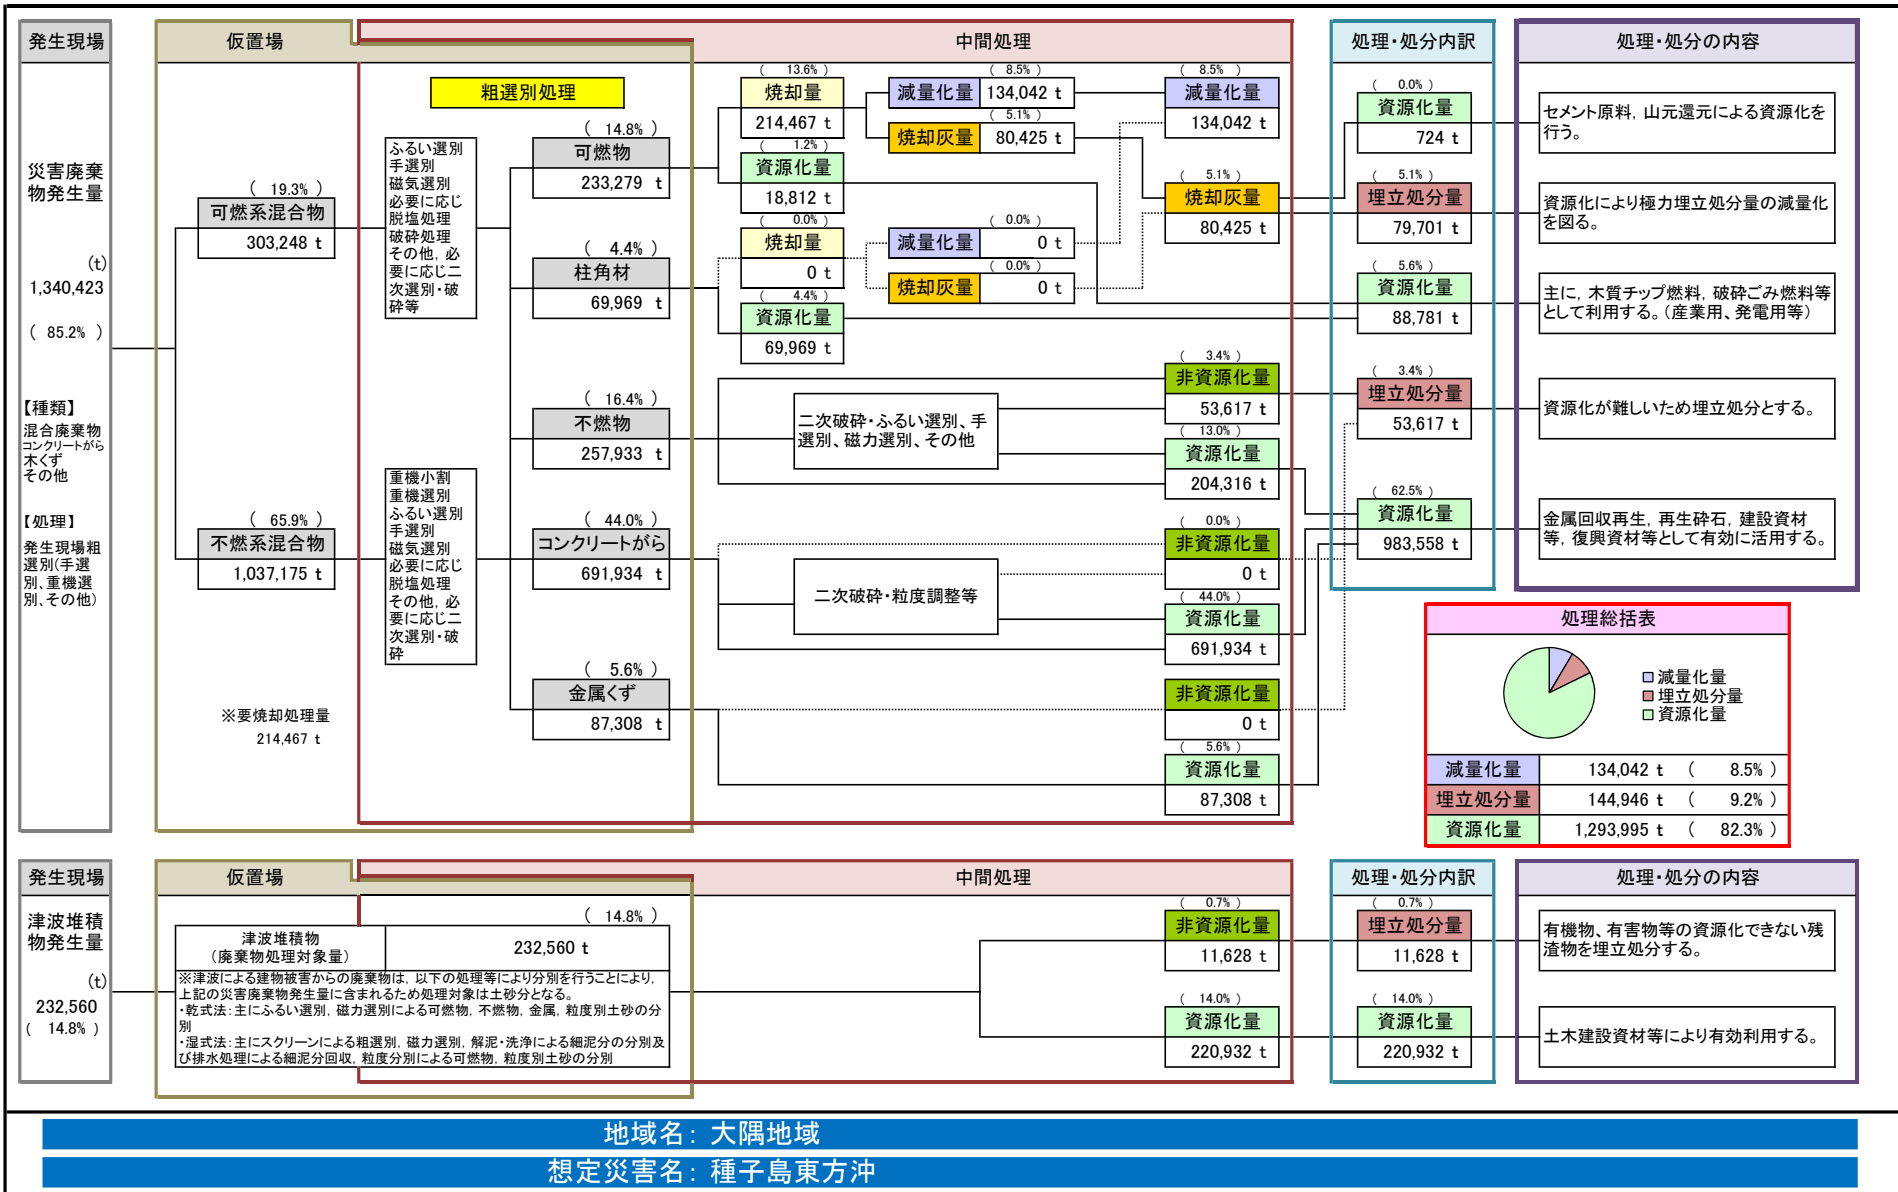 発生現場
仮置場
中間処理
処理・処分内訳
処理・処分の内容
災害廃棄
物発生量
(t)
1,340,423
( 85.2% )
【種類】
混合廃棄物
コンクリートがら
木くず
その他
【処理】
発生現場粗
選別(手選
別、重機選
別、その他)
( 19.3% )
可燃系混合物
303,248 t
( 65.9% )
不燃系混合物
1,037,175 t
※要焼却処理量
214,467 t
粗選別処理
ふるい選別
手選別
磁気選別
必要に応じ
脱塩処理
破砕処理
その他, 必
要に応じ二
次選別・破
砕等
重機小割
重機選別
ふるい選別
手選別
磁気選別
必要に応じ
脱塩処理
その他, 必
要に応じ二
次選別・破
砕
( 14.8% )
可燃物
233,279 t
( 4.4% )
柱角材
69,969 t
( 16.4% )
不燃物
257,933 t
( 44.0% )
コンクリートがら
691,934 t
( 5.6% )
金属くず
87,308 t
( 13.6% )
焼却量
214,467 t
( 1.2% )
資源化量
18,812 t
( 0.0% )
焼却量
0 t
( 4.4% )
資源化量
69,969 t
( 8.5% )
減量化量 134,042 t
( 5.1% )
焼却灰量 80,425 t
( 0.0% )
減量化量 0 t
( 0.0% )
焼却灰量 0 t
二次破砕・ふるい選別、手
選別、磁力選別、その他
二次破砕・粒度調整等
( 8.5% )
減量化量
134,042 t
( 5.1% )
焼却灰量
80,425 t
( 3.4% )
非資源化量
53,617 t
( 13.0% )
資源化量
204,316 t
( 0.0% )
非資源化量
0 t
( 44.0% )
資源化量
691,934 t
非資源化量
0 t
( 5.6% )
資源化量
87,308 t
( 0.0% )
資源化量
724 t
( 5.1% )
埋立処分量
79,701 t
( 5.6% )
資源化量
88,781 t
( 3.4% )
埋立処分量
53,617 t
( 62.5% )
資源化量
983,558 t
セメント原料, 山元還元による資源化を
行う。
資源化により極力埋立処分量の減量化
を図る。
主に, 木質チップ燃料, 破砕ごみ燃料等
として利用する。(産業用、発電用等)
資源化が難しいため埋立処分とする。
金属回収再生, 再生砕石, 建設資材
等, 復興資材等として有効に活用する。
処理総括表
減量化量
埋立処分量
資源化量
減量化量 134,042 t ( 8.5% )
埋立処分量 144,946 t ( 9.2% )
資源化量 1,293,995 t ( 82.3% )
発生現場
仮置場
中間処理
処理・処分内訳
処理・処分の内容
津波堆積
物発生量
(t)
232,560
( 14.8% )
( 14.8% )
津波堆積物
(廃棄物処理対象量)
232,560 t
※津波による建物被害からの廃棄物は, 以下の処理等により分別を行うことにより,
上記の災害廃棄物発生量に含まれるため処理対象は土砂分となる。
・乾式法:主にふるい選別, 磁力選別による可燃物, 不燃物, 金属, 粒度別土砂の分
別
・湿式法:主にスクリーンによる粗選別, 磁力選別, 解泥・洗浄による細泥分の分別及
び排水処理による細泥分回収, 粒度分別による可燃物, 粒度別土砂の分別
( 0.7% )
非資源化量
11,628 t
( 14.0% )
資源化量
220,932 t
( 0.7% )
埋立処分量
11,628 t
( 14.0% )
資源化量
220,932 t
有機物、有害物等の資源化できない残
渣物を埋立処分する。
土木建設資材等により有効利用する。
地域名: 大隅地域
想定災害名: 種子島東方沖